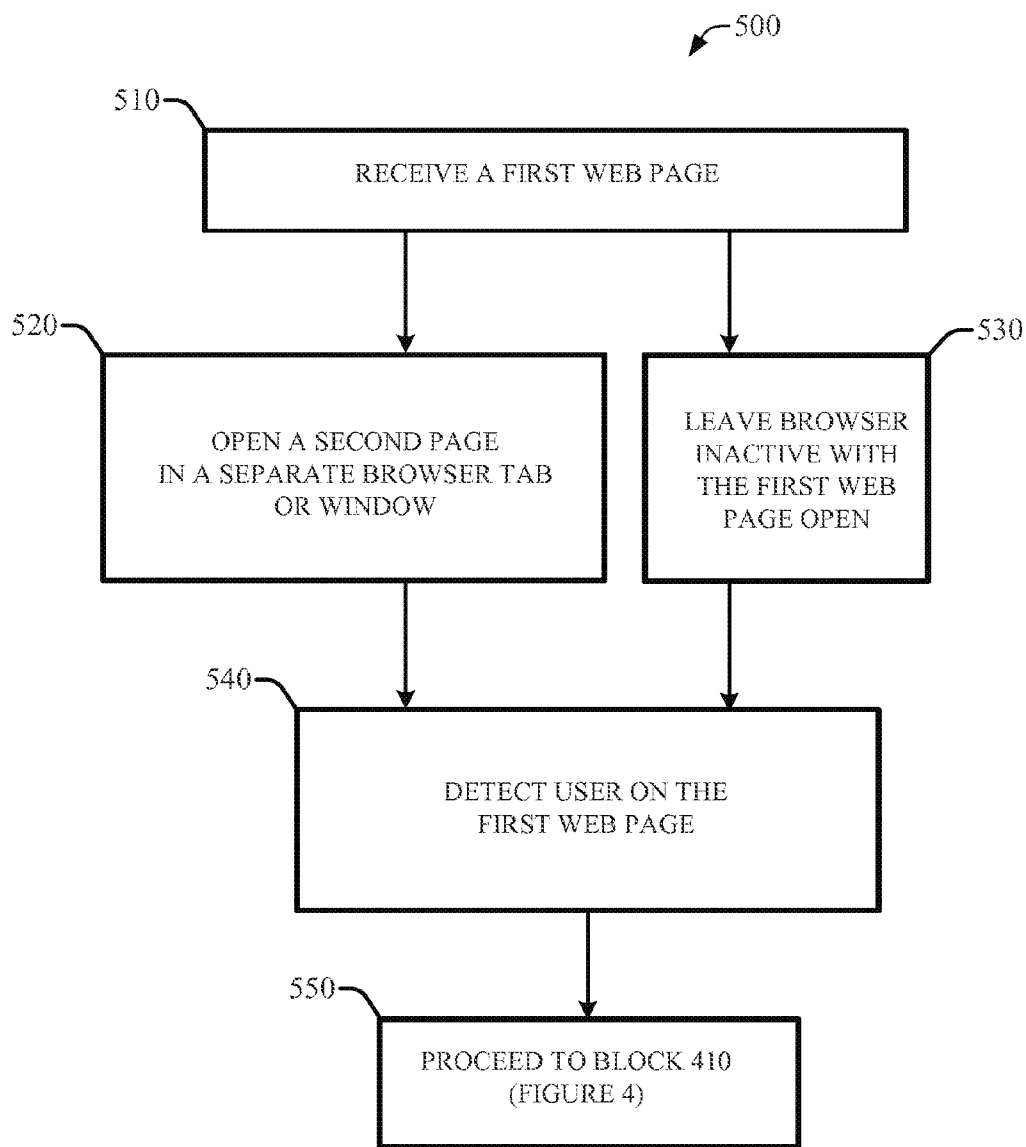 500
510
RECEIVE A FIRST WEB PAGE
520
OPEN A SECOND PAGE
IN A SEPARATE BROWSER TAB
OR WINDOW
530
LEAVE BROWSER
INACTIVE WITH
THE FIRST WEB
PAGE OPEN
540
DETECT USER ON THE
FIRST WEB PAGE
550
PROCEED TO BLOCK 410
(FIGURE 4)